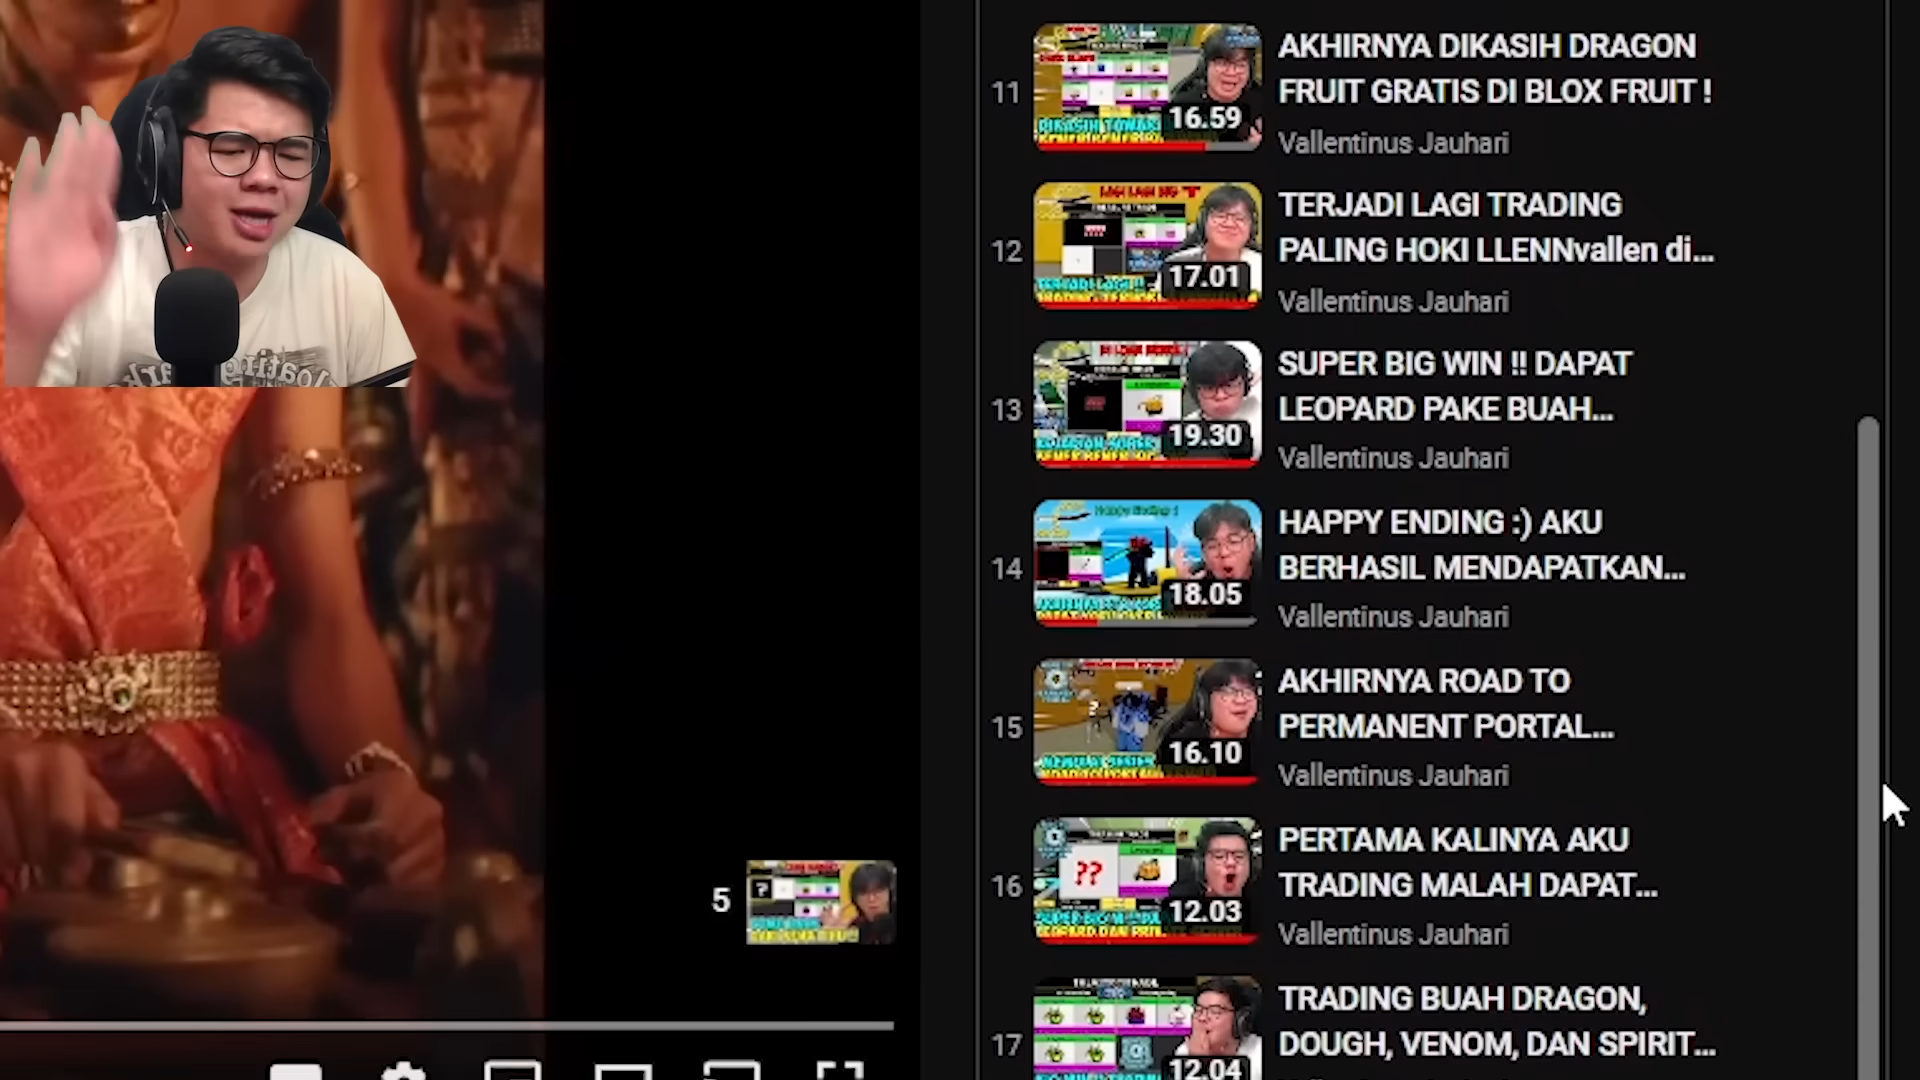 11
AKHIRNYA DIKASIH DRAGON
FRUIT GRATIS DI BLOX FRUIT !
Vallentinus Jauhari
16.59
12
TERJADI LAGI TRADING
PALING HOKI LLENNvallen di...
Vallentinus Jauhari
17.01
13
SUPER BIG WIN !! DAPAT
LEOPARD PAKE BUAH...
Vallentinus Jauhari
19.30
14
HAPPY ENDING :) AKU
BERHASIL MENDAPATKAN...
Vallentinus Jauhari
18.05
15
AKHIRNYA ROAD TO
PERMANENT PORTAL...
Vallentinus Jauhari
16.10
16
PERTAMA KALINYA AKU
TRADING MALAH DAPAT...
Vallentinus Jauhari
??
12.03
17
TRADING BUAH DRAGON,
DOUGH, VENOM, DAN SPIRIT...
12.04
5